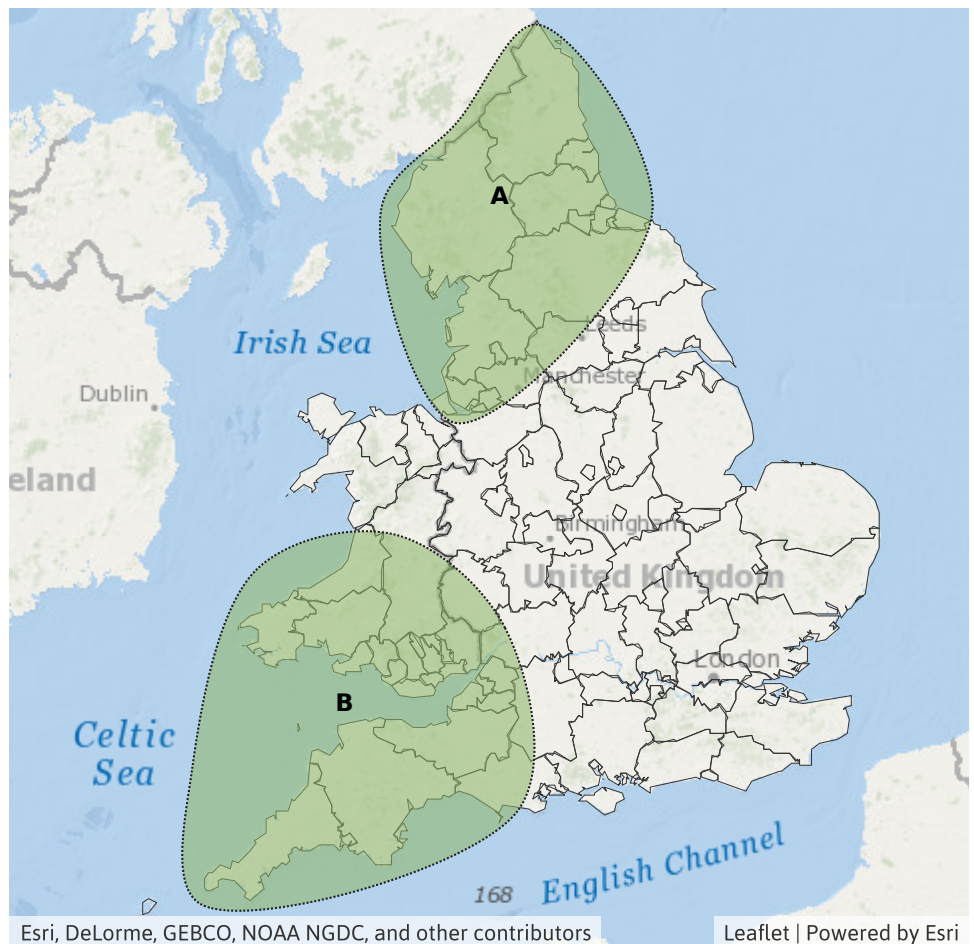 A
Leeds
Irish Sea
Manchester
Dublin
eland
Birmingham
United Kingdom
London
B
Celtic
Sea
English Channel
168
Esri, DeLorme, GEBCO, NOAA NGDC, and other contributors
Leaflet | Powered by Esri